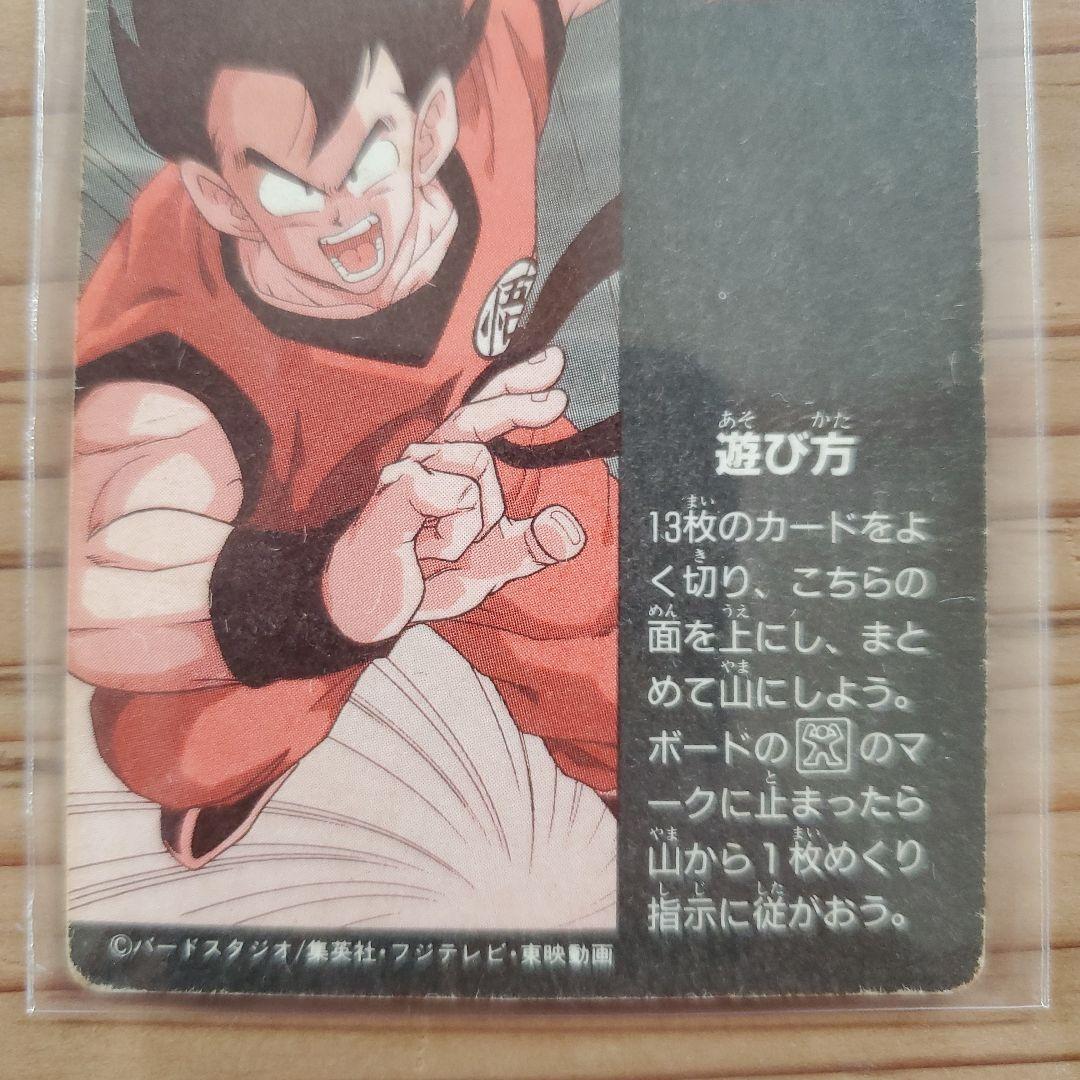 悟
遊び方
13枚のカードをよ
く切り、こちらの
面を上にし、まと
めて山にしよう。
ボードの のマ
ークに止まったら
山から1枚めくり
指示に従がおう。
©バードスタジオ/集英社・フジテレビ・東映動画